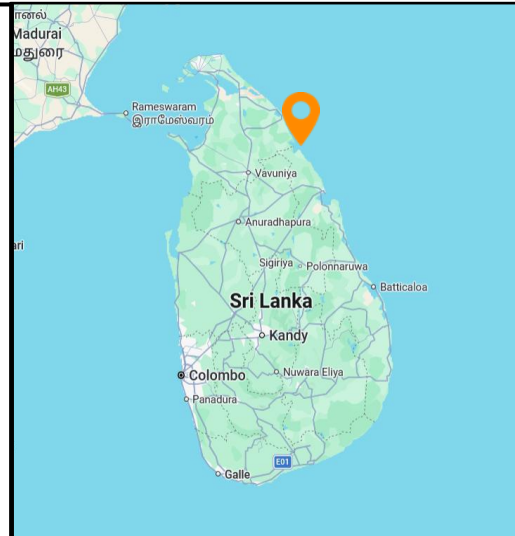 னல்
Madurai
மதுரை
AH43
Rameswaram
இராமேஸ்வரம்
Vavuniya
Anuradhapura
Sigiriya
Polonnaruwa
ari
Batticaloa
Sri Lanka
Kandy
Nuwara Eliya
Colombo
Panadura
E01
Galle